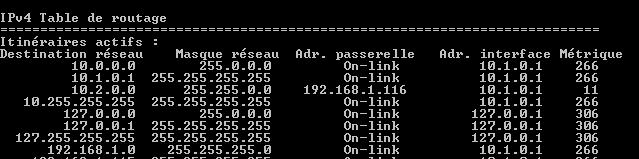 IPv4 Table de routage
===========================================================================
Itinéraires actifs :
Destination réseau Masque réseau Adr. passerelle Adr. interface Métrique
10.0.0.0 255.0.0.0 On-link 10.1.0.1 266
10.1.0.1 255.255.255.255 On-link 10.1.0.1 266
10.2.0.0 255.255.0.0 192.168.1.116 10.1.0.1 11
10.255.255.255 255.255.255.255 On-link 10.1.0.1 266
127.0.0.0 255.0.0.0 On-link 127.0.0.1 306
127.0.0.1 255.255.255.255 On-link 127.0.0.1 306
127.255.255.255 255.255.255.255 On-link 127.0.0.1 306
192.168.1.0 255.255.255.0 On-link 10.1.0.1 266